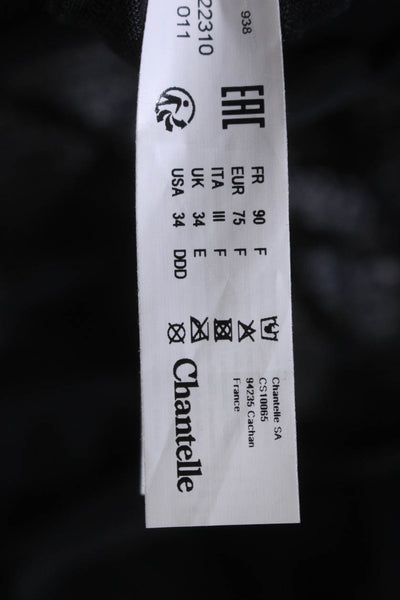 938
22310
011
EAC
FR 90 F
EUR 75 F
ITA III F
UK 34 E
USA 34 DDD
Chantelle SA
CS10065
94235 Cachan
France
Chantelle